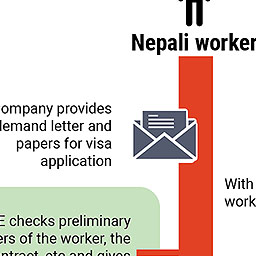 Nepali worker
ompany provides
demand letter and
papers for visa
application
With
work
E checks preliminary
ers of the worker, the
ntract, etc and gives